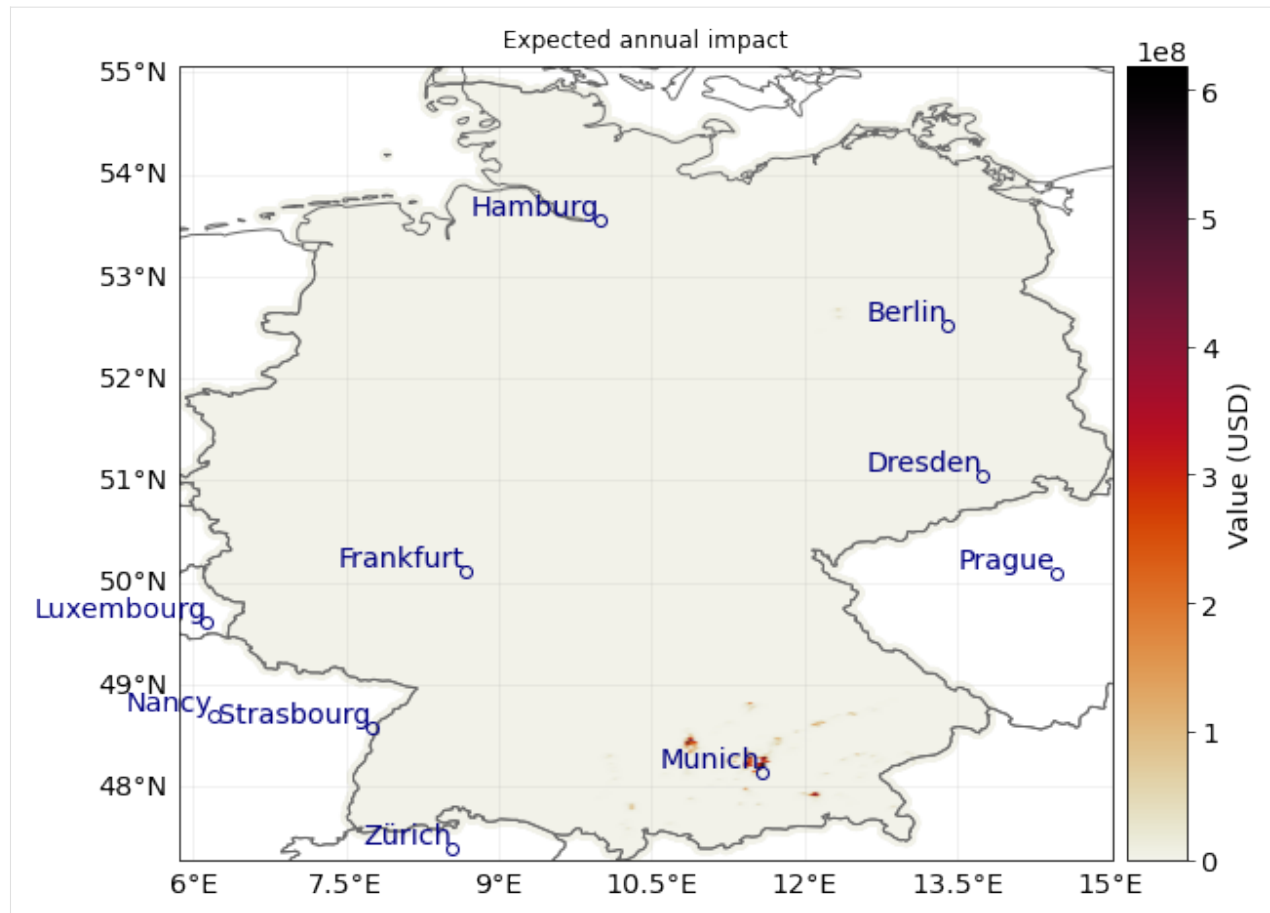 Expected annual impact
1e8
55°N
54°N
53°N
52°N
51°N
50°N
49°N
48°N
Hamburg
Berlin
Dresden
Frankfurt
Prague
Luxembourg
Nancy
Strasbourg
Munich
Zürich
6
5
4
3
2
1
0
Value (USD)
6°E
7.5°E
9°E
10.5°E
12°E
13.5°E
15°E